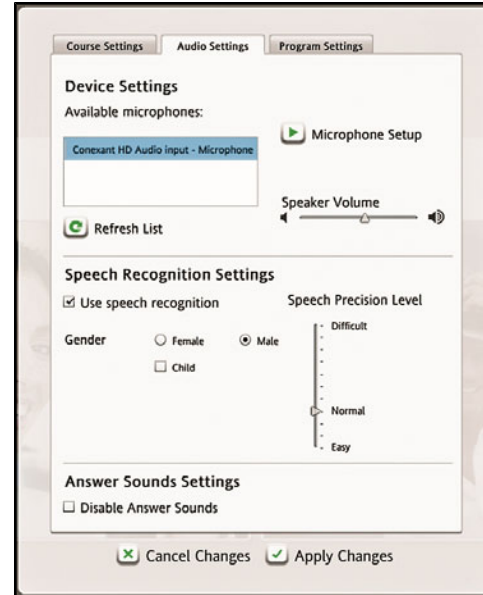 Course Settings
Audio Settings
Program Settings
Device Settings
Available microphones:
Conexant HD Audio input - Microphone
Microphone Setup
Refresh List
Speaker Volume
Speech Recognition Settings
Use speech recognition
Gender
Female
Male
Child
Speech Precision Level
Difficult
Normal
Easy
Answer Sounds Settings
Disable Answer Sounds
Cancel Changes
Apply Changes